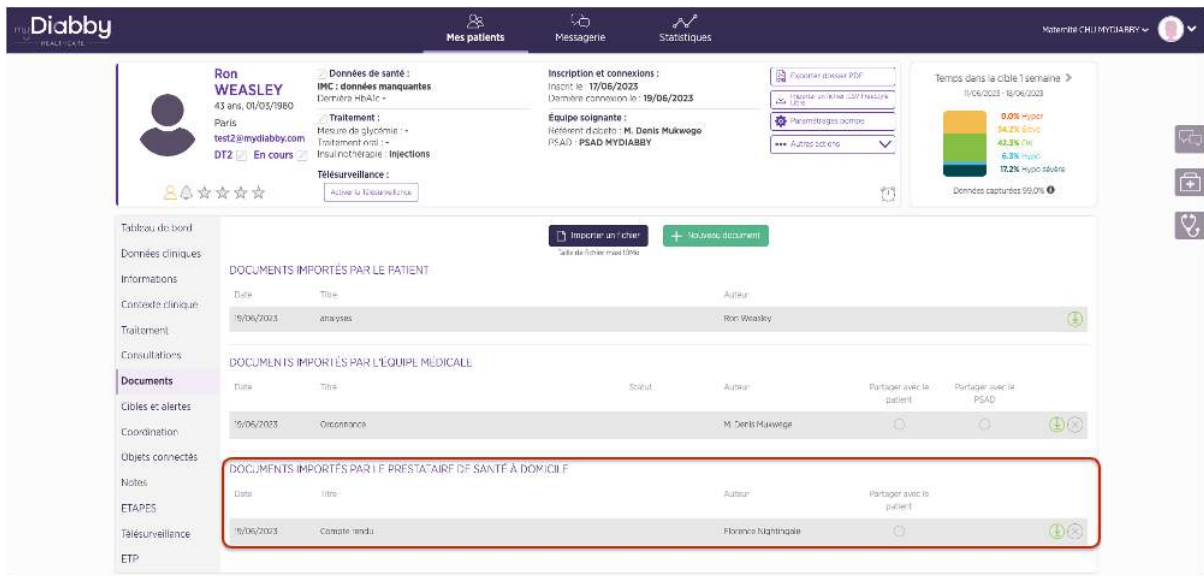 myDiabby
HEALTHCARE
Mes patients
Messagerie
Statistiques
Maternité CHU MYDIABBY
Ron
WEASLEY
43 ans, 01/03/1980
Paris
test2@mydiabby.com
DT2 En cours
Données de santé :
IMC : données manquantes
Dernière HbA1c -
Traitement :
Mesure de glycémie : -
Traitement oral : -
Insulinothérapie : Injections
Télésurveillance :
Activer la télésurveillance
Inscription et connexions :
Inscrit le : 17/06/2023
Dernière connexion le : 19/06/2023
Équipe soignante :
Référent diabéto : M. Denis Mukwege
PSAD : PSAD MYDIABBY
Exporter dossier PDF
Importer un fichier CSV Freestyle
Libre
Paramétrages pompe
Autres actions
Temps dans la cible 1 semaine
11/06/2023 - 18/06/2023
0.0% Hyper
34.2% Élevé
42.3% OK
6.3% Hypo
17.2% Hypo sévère
Données capturées 99,0%
Tableau de bord
Données cliniques
Informations
Contexte clinique
Traitement
Consultations
Documents
Cibles et alertes
Coordination
Objets connectés
Notes
ETAPES
Télésurveillance
ETP
Importer un fichier
Taille de fichier maxi 10Mo
Nouveau document
DOCUMENTS IMPORTÉS PAR LE PATIENT
Date Titre Auteur
19/06/2023 analyses Ron Weasley
DOCUMENTS IMPORTÉS PAR L'ÉQUIPE MÉDICALE
Date Titre Statut Auteur Partager avec le patient Partager avec le PSAD
19/06/2023 Ordonnance M. Denis Mukwege
DOCUMENTS IMPORTÉS PAR LE PRESTATAIRE DE SANTÉ À DOMICILE
Date Titre Auteur Partager avec le patient
19/06/2023 Compte rendu Florence Nightingale